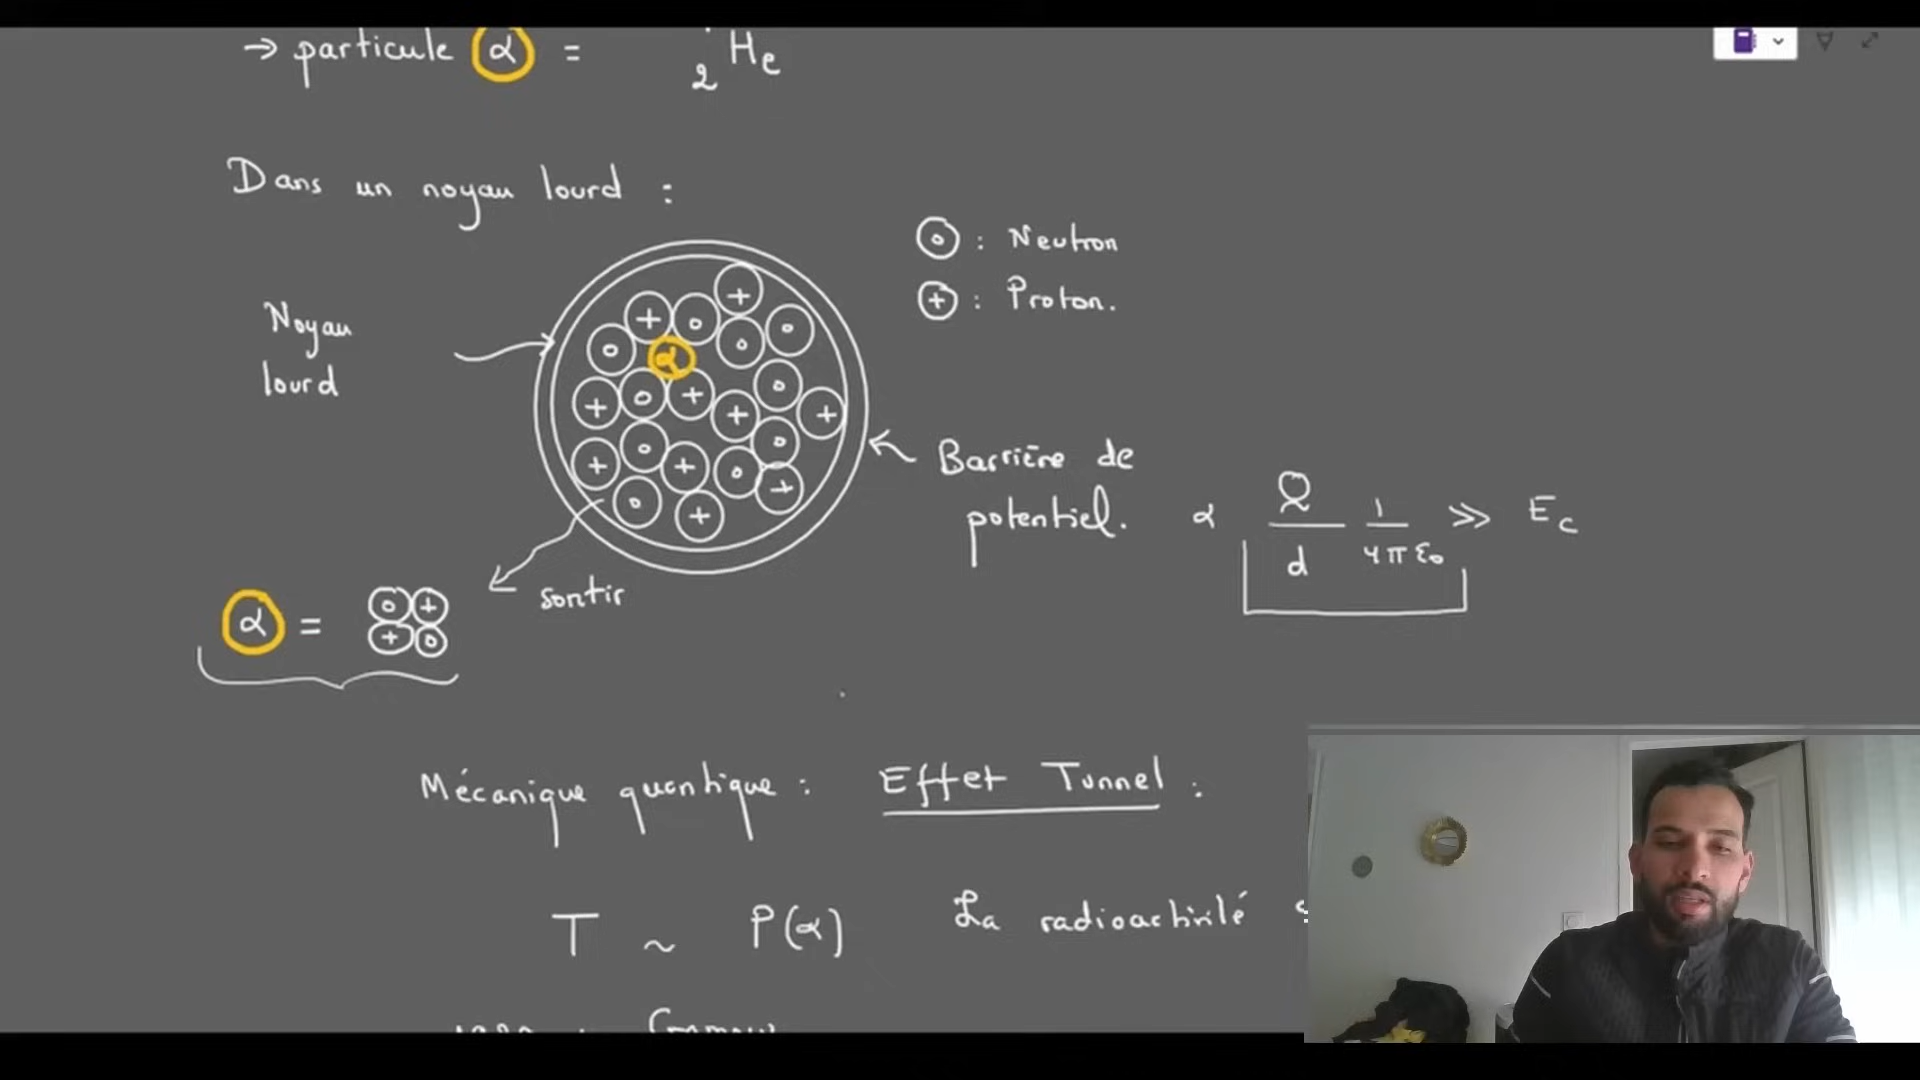 → particule α = ₂He
Dans un noyau lourd :
o : Neutron
+ : Proton.
Noyau
lourd
α
Barrière de
potentiel. α Q/d 1/4πε₀ >> Ec
sortir
α = o + + o
Mécanique quantique : Effet Tunnel :
T ~ P(α) La radioactivité